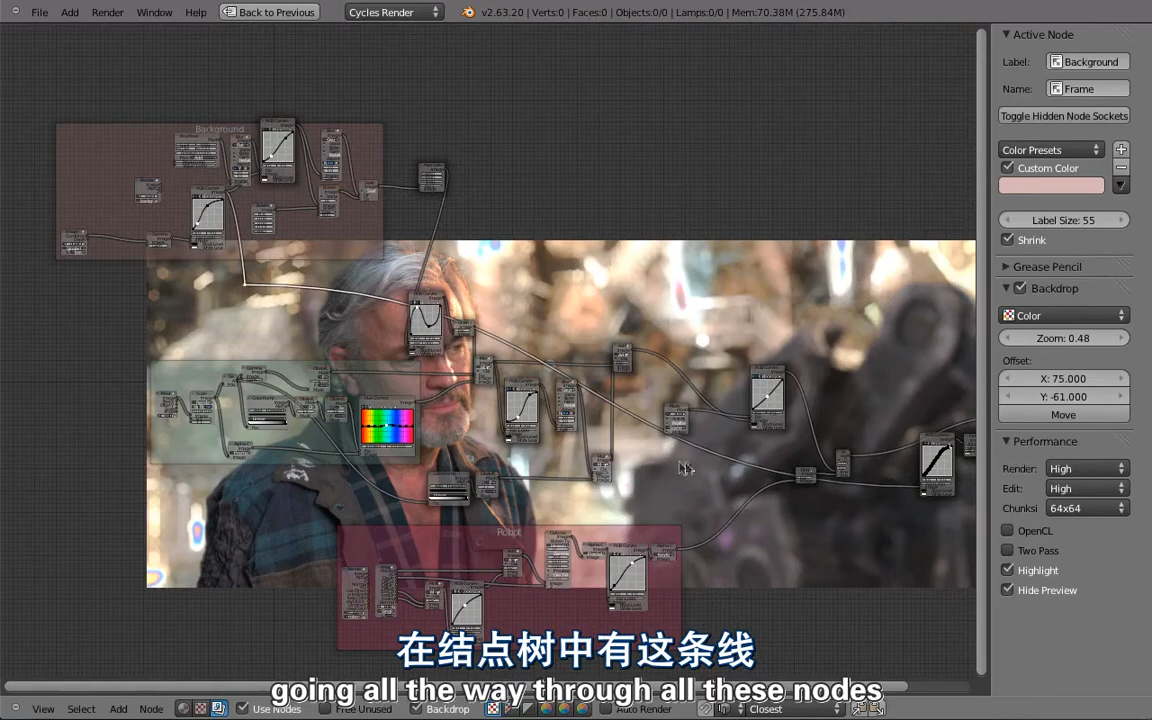 File Add Render Window Help Back to Previous Cycles Render v2.63.20 | Verts:0 | Faces:0 | Objects:0/0 | Lamps:0/0 | Mem:70.38M (275.84M)
Active Node
Label: Background
Name: Frame
Toggle Hidden Node Sockets
Color Presets
Custom Color
Label Size: 55
Shrink
Grease Pencil
Backdrop
Color
Zoom: 0.48
Offset:
X: 75.000
Y: -61.000
Move
Performance
Render: High
Edit: High
Chunksi 64x64
OpenCL
Two Pass
Highlight
Hide Preview
Background
Robot
在结点树中有这条线
going all the way through all these nodes
View Select Add Node Use Nodes Free Unused Backdrop Auto Render Closest